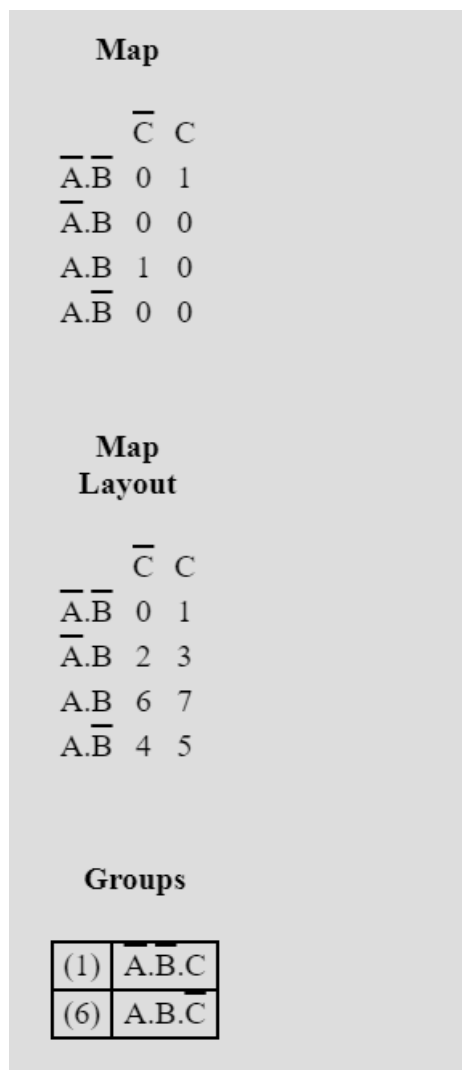 Map
C̅ C
A̅.B̅ 0 1
A̅.B 0 0
A.B 1 0
A.B̅ 0 0
Map
Layout
C̅ C
A̅.B̅ 0 1
A̅.B 2 3
A.B 6 7
A.B̅ 4 5
Groups
(1) A̅.B̅.C
(6) A.B.C̅